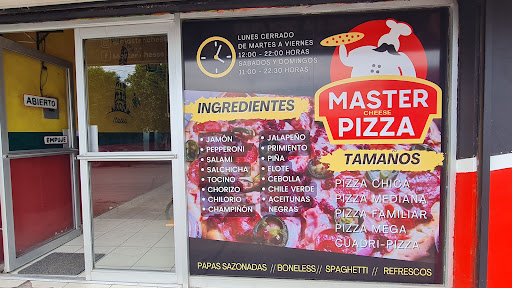 LUNES CERRADO
DE MARTES A VIERNES
12:00 - 22:00 HORAS
SABADOS Y DOMINGOS
11:00 - 22:30 HORAS
MASTER
CHEESE
PIZZA
ABIERTO
EMPUJE
INGREDIENTES
• JAMÓN
• PEPPERONI
• SALAMI
• SALCHICHA
• TOCINO
• CHORIZO
• CHILORIO
• CHAMPIÑON
• JALAPEÑO
• PRIMIENTO
• PIÑA
• ELOTE
• CEBOLLA
• CHILE VERDE
• ACEITUNAS
NEGRAS
TAMANOS
PIZZA CHICA
PIZZA MEDIANA
PIZZA FAMILIAR
PIZZA MEGA
CUADRI-PIZZA
PAPAS SAZONADAS // BONELESS // SPAGHETTI // REFRESCOS